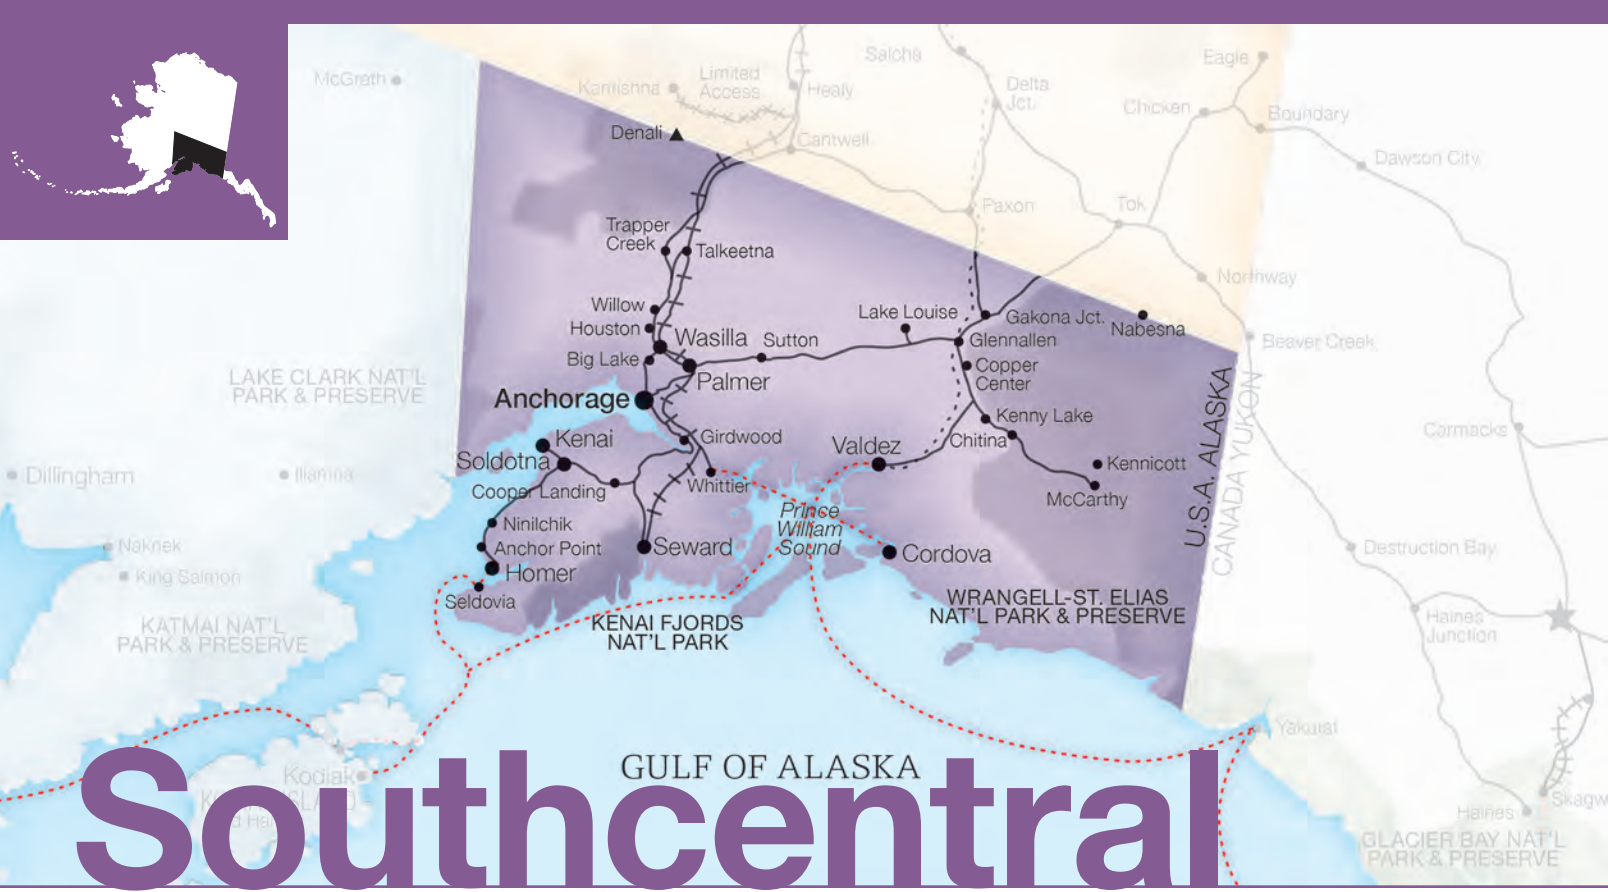 McGrath
Salcha
Eagle
Kantishna
Limited
Access
Healy
Delta
Jct.
Chicken
Boundary
Denali
Cantwell
Dawson City
Paxon
Tok
Trapper
Creek
Talkeetna
Northway
Willow
Houston
Wasilla
Sutton
Lake Louise
Gakona Jct.
Nabesna
Glennallen
Beaver Creek
Big Lake
Palmer
Copper
Center
LAKE CLARK NAT'L
PARK & PRESERVE
Anchorage
Kenny Lake
U.S.A. ALASKA
CANADA YUKON
Carmacks
Kenai
Girdwood
Valdez
Chitina
Soldotna
Kennicott
Dillingham
Iliamna
Cooper Landing
Whittier
McCarthy
Prince
William
Sound
Ninilchik
Naknek
Anchor Point
Seward
Cordova
Destruction Bay
King Salmon
Homer
Seldovia
WRANGELL-ST. ELIAS
NAT'L PARK & PRESERVE
KATMAI NAT'L
PARK & PRESERVE
KENAI FJORDS
NAT'L PARK
Haines
Junction
Yakutat
GULF OF ALASKA
Kodiak
Southcentral
Haines
Skagw
GLACIER BAY NAT'L
PARK & PRESERVE